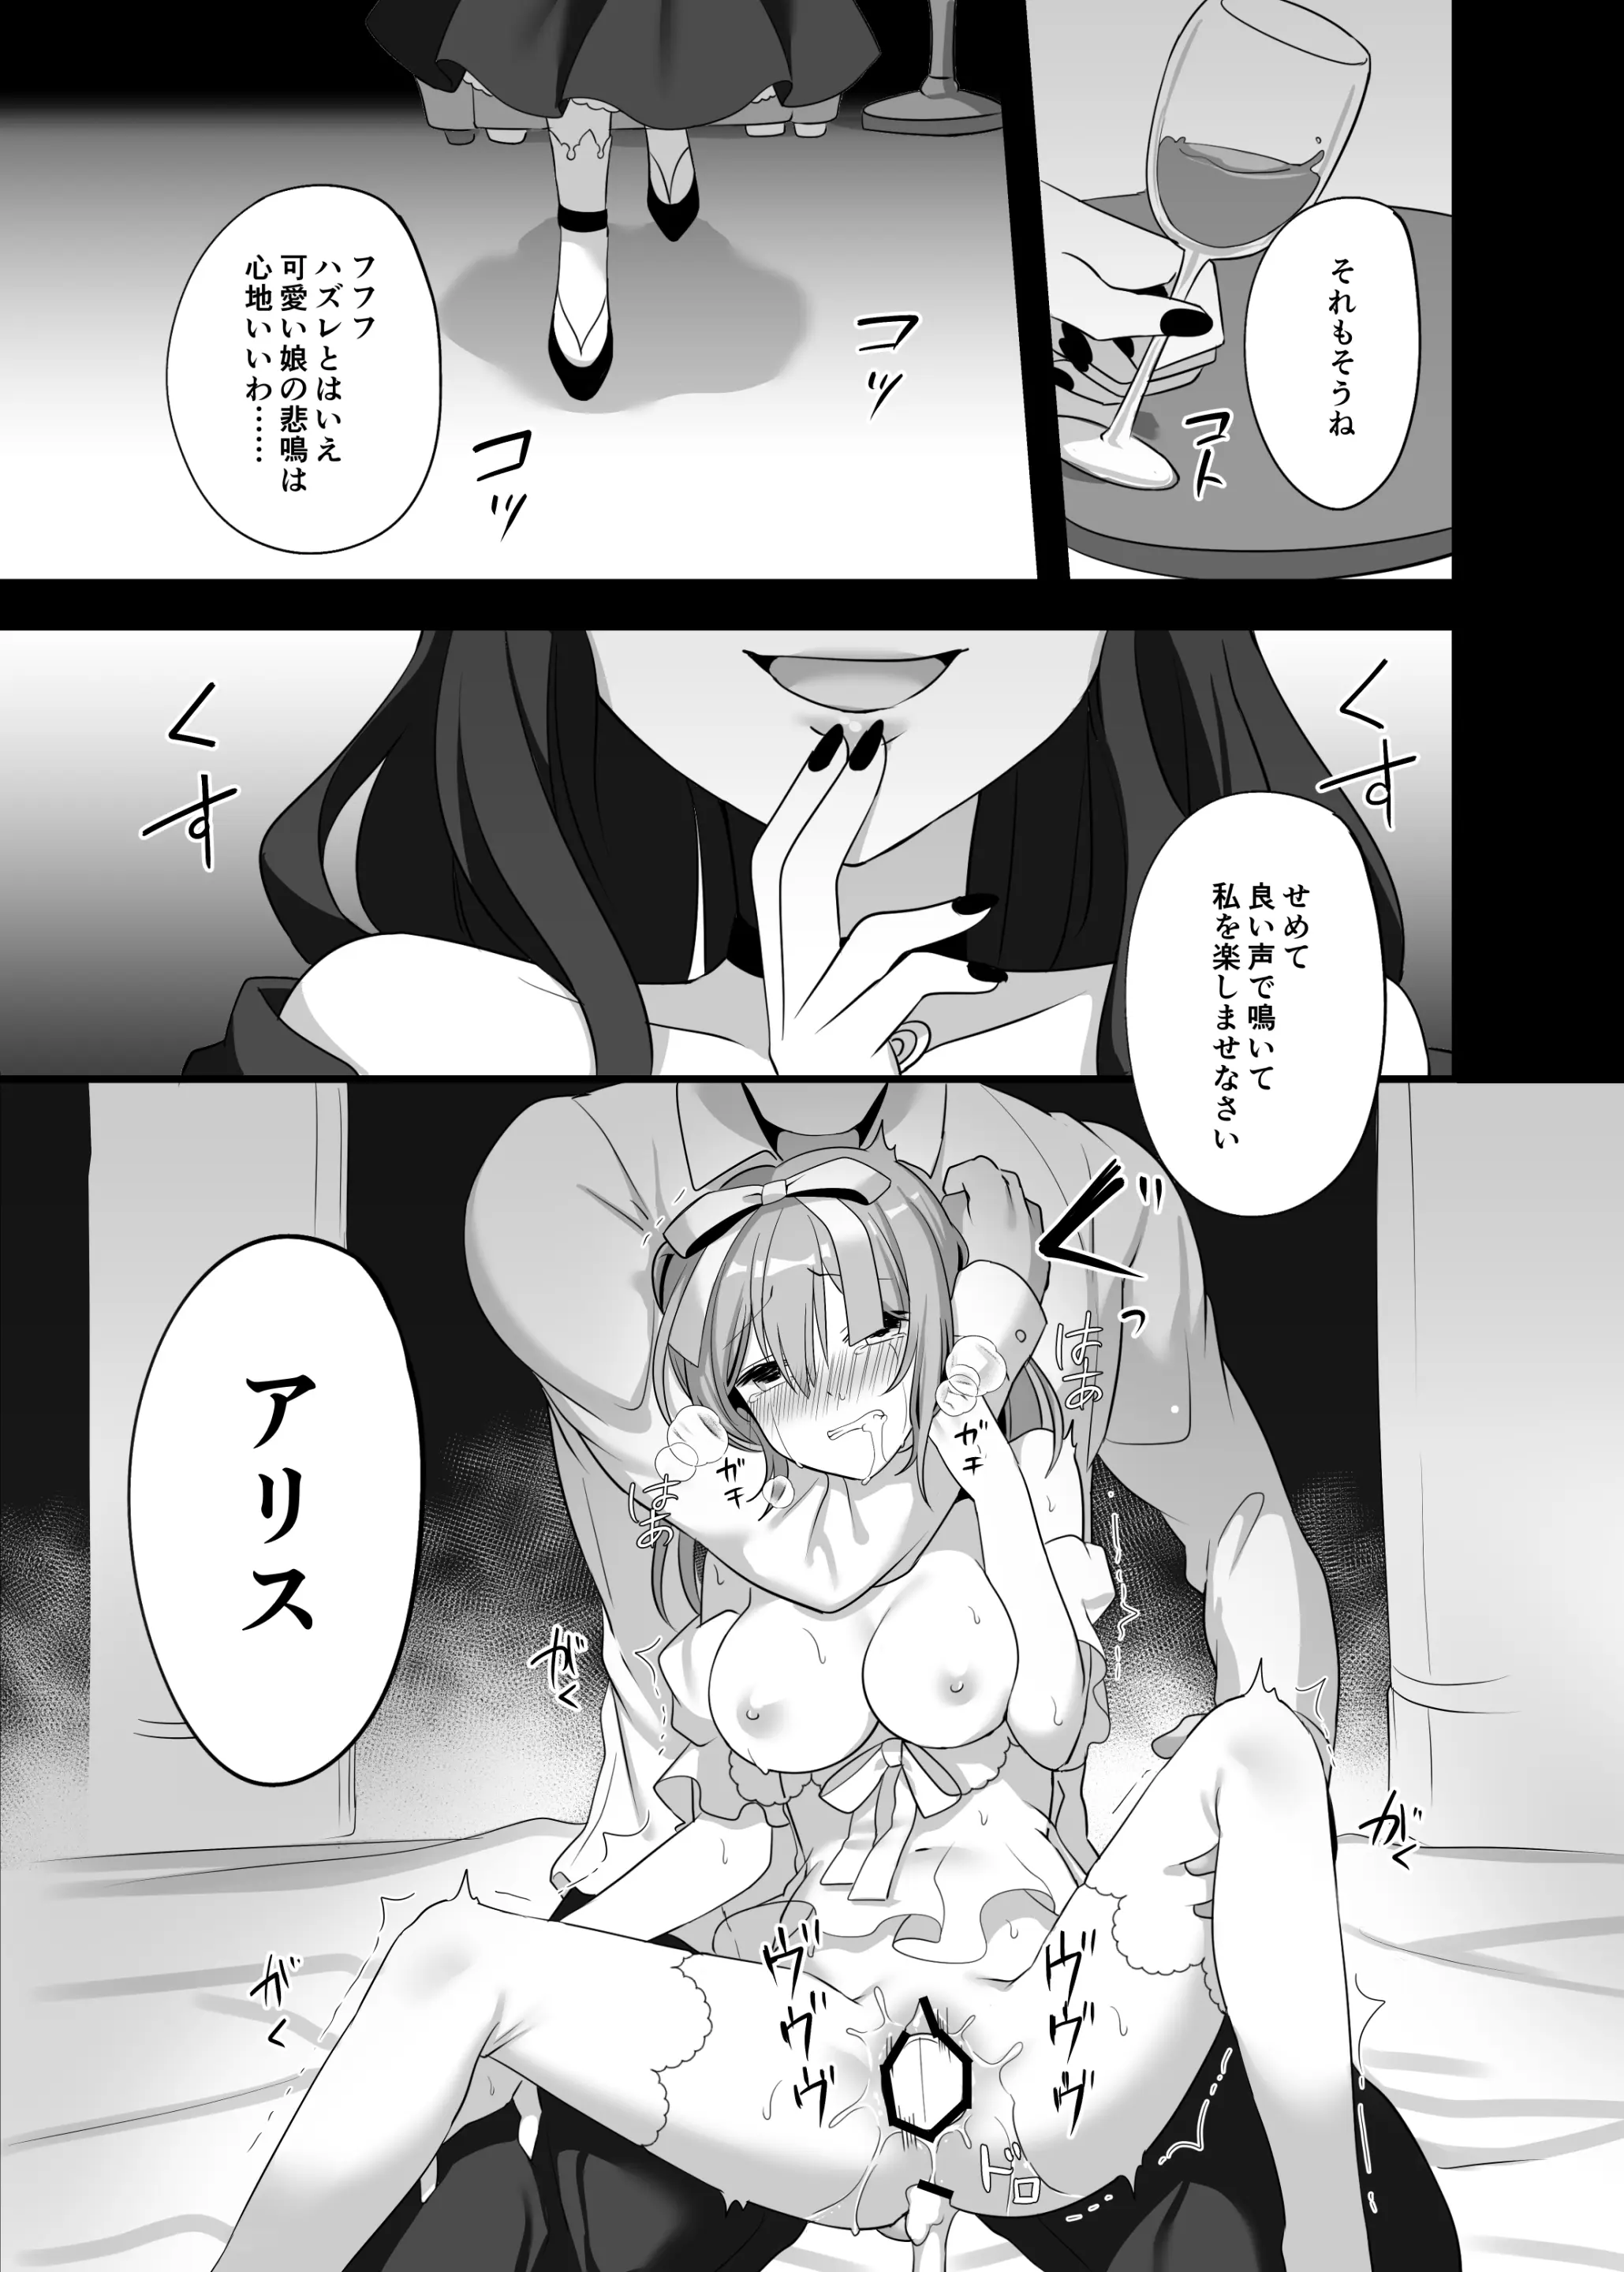 それもそうね
コト
コツ
コツ
フフフ
ハズレとはいえ
可愛い娘の悲鳴は
心地いいわ……
くす
くす
せめて
良い声で鳴いて
私を楽しませなさい
ぐっ
はあ
ガチ
ガチ
はあ
アリス
がく
がく
がく
ヴヴヴ
ヴヴヴ
ドロ